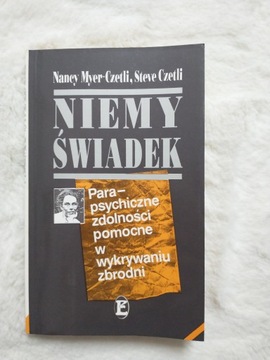 Nancy Myer-Czetli, Steve Czetli
NIEMY
ŚWIADEK
Para-
psychiczne
zdolności
pomocne
w
wykrywaniu
zbrodni